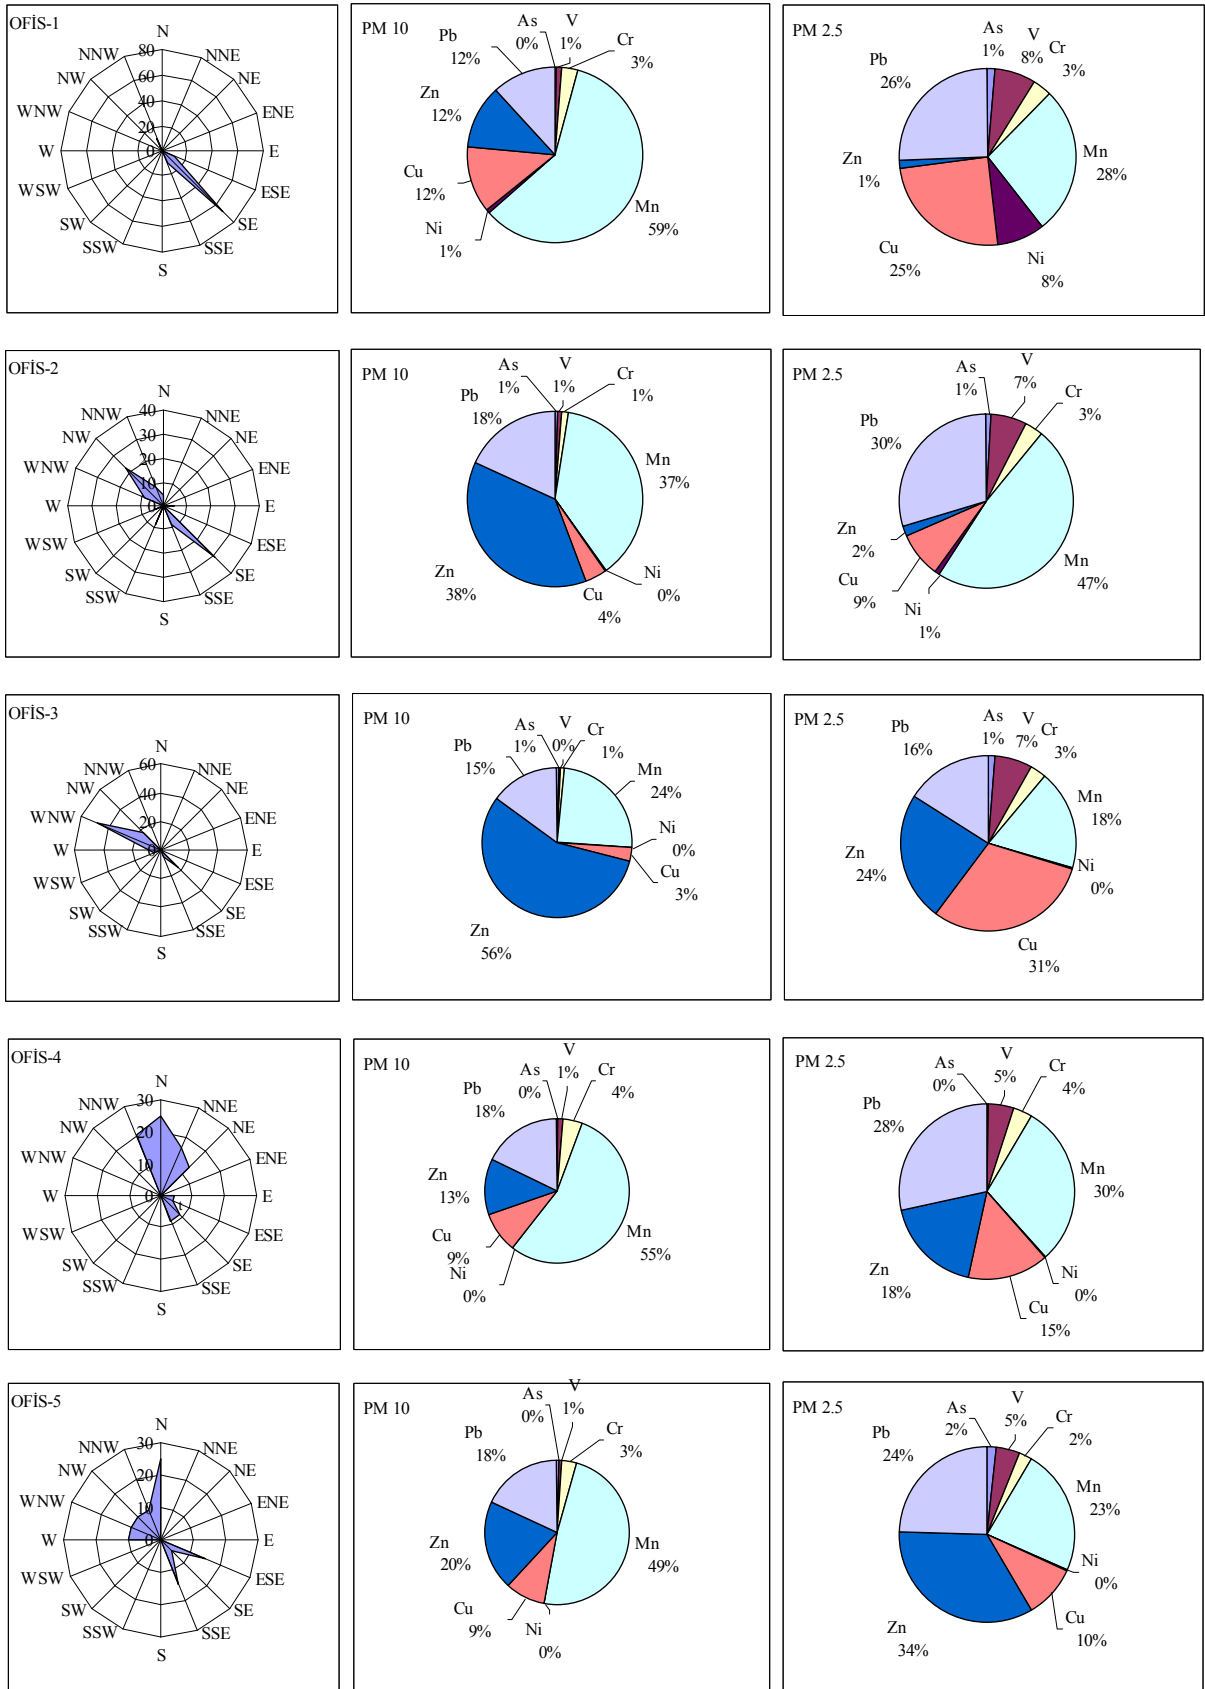 OFİS-1
N
NNW
NNE
NW
NE
WNW
ENE
W
E
WSW
ESE
SW
SE
SSW
SSE
S
80
60
40
20
0
PM 10
As
0%
V
1%
Cr
3%
Mn
59%
Ni
1%
Cu
12%
Zn
12%
Pb
12%
PM 2.5
As
1%
V
8%
Cr
3%
Mn
28%
Ni
8%
Cu
25%
Zn
1%
Pb
26%
OFİS-2
N
NNW
NNE
NW
NE
WNW
ENE
W
E
WSW
ESE
SW
SE
SSW
SSE
S
40
30
20
10
0
PM 10
As
1%
V
1%
Cr
1%
Mn
37%
Ni
0%
Cu
4%
Zn
38%
Pb
18%
PM 2.5
As
1%
V
7%
Cr
3%
Mn
47%
Ni
1%
Cu
9%
Zn
2%
Pb
30%
OFİS-3
N
NNW
NNE
NW
NE
WNW
ENE
W
E
WSW
ESE
SW
SE
SSW
SSE
S
60
40
20
0
PM 10
As
1%
V
0%
Cr
1%
Mn
24%
Ni
0%
Cu
3%
Zn
56%
Pb
15%
PM 2.5
As
1%
V
7%
Cr
3%
Mn
18%
Ni
0%
Cu
31%
Zn
24%
Pb
16%
OFİS-4
N
NNW
NNE
NW
NE
WNW
ENE
W
E
WSW
ESE
SW
SE
SSW
SSE
S
30
20
10
0
PM 10
As
0%
V
1%
Cr
4%
Mn
55%
Ni
0%
Cu
9%
Zn
13%
Pb
18%
PM 2.5
As
0%
V
5%
Cr
4%
Mn
30%
Ni
0%
Cu
15%
Zn
18%
Pb
28%
OFİS-5
N
NNW
NNE
NW
NE
WNW
ENE
W
E
WSW
ESE
SW
SE
SSW
SSE
S
30
20
10
0
PM 10
As
0%
V
1%
Cr
3%
Mn
49%
Ni
0%
Cu
9%
Zn
20%
Pb
18%
PM 2.5
As
2%
V
5%
Cr
2%
Mn
23%
Ni
0%
Cu
10%
Zn
34%
Pb
24%